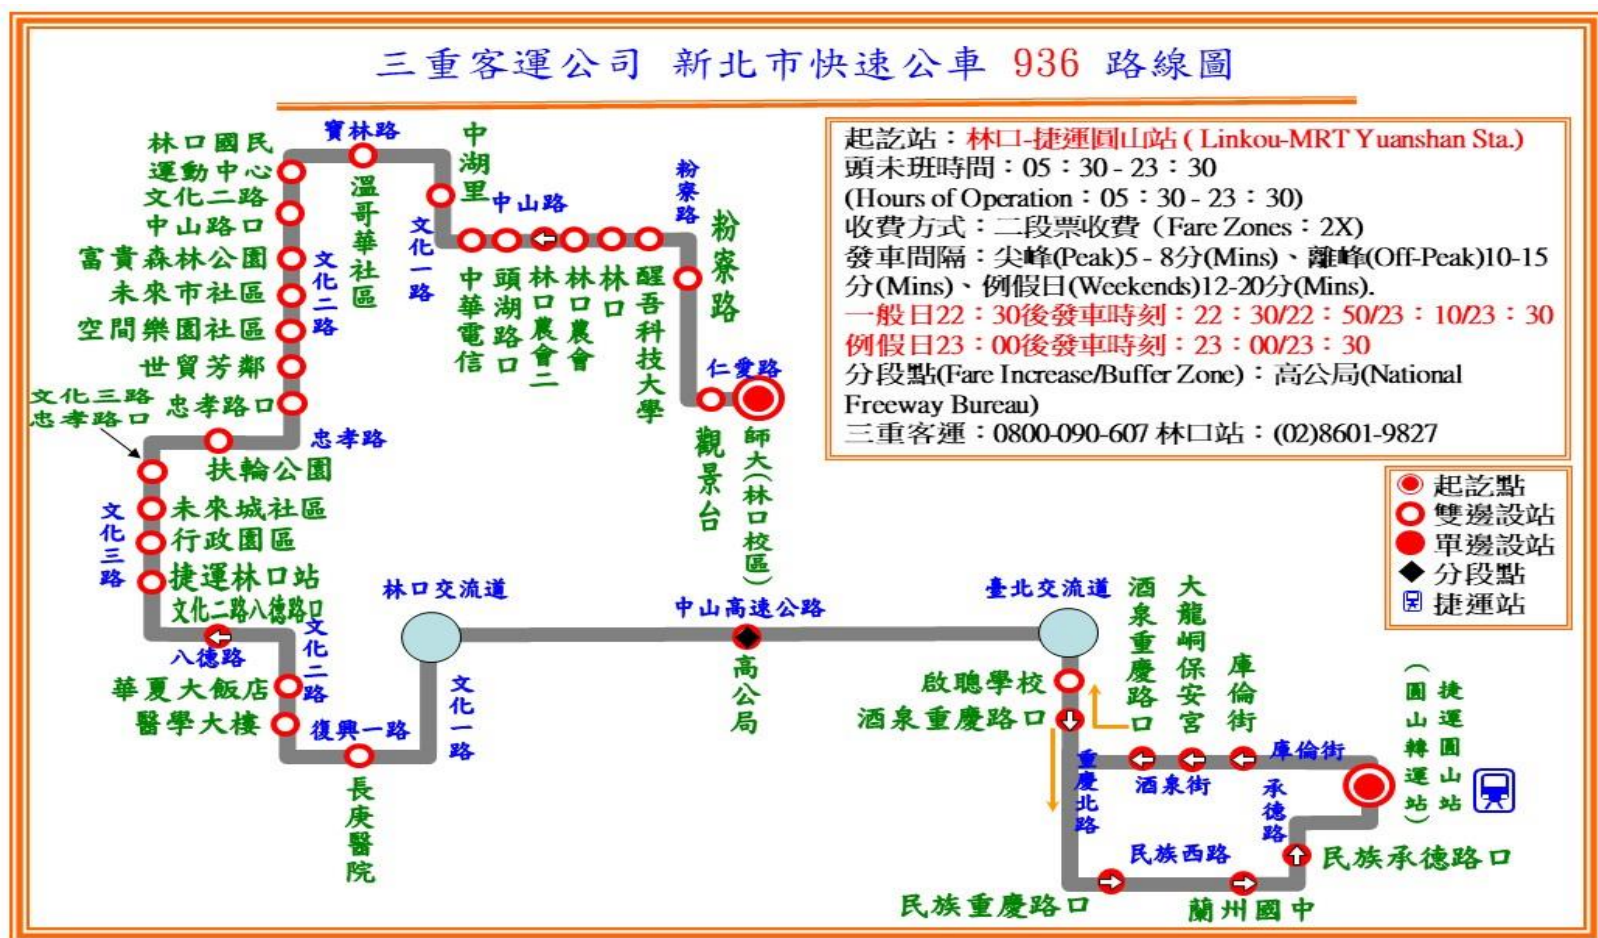 三重客運公司 新北市快速公車 936 路線圖
起訖站：林口-捷運圓山站 ( Linkou-MRT Yuanshan Sta.)
頭末班時間：05：30 - 23：30
(Hours of Operation：05：30 - 23：30)
收費方式：二段票收費（Fare Zones：2X)
發車間隔：尖峰(Peak)5 - 8分(Mins)、離峰(Off-Peak)10-15
分(Mins)、例假日(Weekends)12-20分(Mins).
一般日22：30後發車時刻：22：30/22：50/23：10/23：30
例假日23：00後發車時刻：23：00/23：30
分段點(Fare Increase/Buffer Zone)：高公局(National
Freeway Bureau)
三重客運：0800-090-607 林口站：(02)8601-9827
起訖點
雙邊設站
單邊設站
分段點
捷運站
師大(林口校區)
仁愛路
觀景台
粉寮路
粉寮路
醒吾科技大學
林口
林口農會
林口農會二
頭湖路口
中華電信
中山路
文化一路
中湖里
寶林路
溫哥華社區
林口國民
運動中心
文化二路
中山路口
富貴森林公園
文化二路
未來市社區
空間樂園社區
世貿芳鄰
忠孝路口
忠孝路
扶輪公園
文化三路
忠孝路口
未來城社區
行政園區
文化三路
捷運林口站
文化二路八德路口
八德路
文化二路
華夏大飯店
醫學大樓
復興一路
長庚醫院
文化一路
林口交流道
中山高速公路
高公局
臺北交流道
啟聰學校
酒泉重慶路口
重慶北路
民族重慶路口
民族西路
蘭州國中
民族承德路口
承德路
捷運圓山站
(圓山轉運站)
庫倫街
庫倫街
大龍峒保安宮
酒泉街
酒泉重慶路口